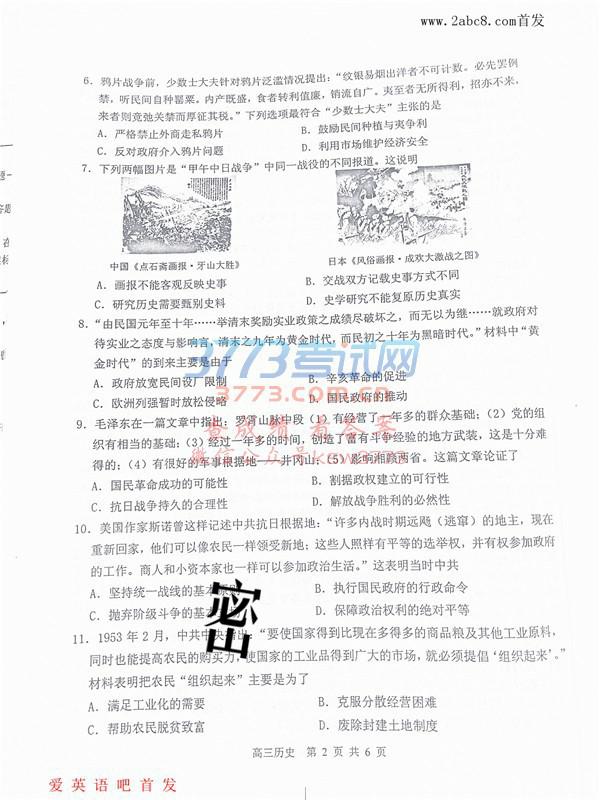 www.2abc8.com首发
6. 鸦片战争前，少数士大夫针对鸦片泛滥情况提出：“纹银易烟出洋者不可计数。必先罢例
禁，听民间自种罂粟。内产既盛，食者转利值廉，销流自广。夷至者无所得利，招亦不来，
来者则竞弛关禁而厚征其税。”下列选项最符合“少数士大夫”主张的是
A．严格禁止外商走私鸦片 B．鼓励民间种植与夷争利
C．反对政府介入鸦片问题 D．利用市场维护经济安全
7．下列两幅图片是“甲午中日战争”中同一战役的不同报道。这说明
中国《点石斋画报·牙山大胜》 日本《风俗画报·成欢大激战之图》
A．画报不能客观反映史事 B．交战双方记载史事方式不同
C．研究历史需要甄别史料 D．史学研究不能复原历史真实
8．“由民国元年至十年……举清末奖励实业政策之成绩尽破坏之，而无以为继……就政府对
待实业之态度与影响言，清末之九年为黄金时代，而民初之十年为黑暗时代。”材料中“黄
金时代”的到来主要是由于
A．政府放宽民间设厂限制 B．辛亥革命的促进
C．欧洲列强暂时放松侵略 D．国民政府的推动
9．毛泽东在一篇文章中指出：罗霄山脉中段（1）有经营了一年多的群众基础；（2）党的组
织有相当的基础；（3）经过一年多的时间，创造了富有斗争经验的地方武装，这是十分难
得的；（4）有很好的军事根据地——井冈山；（5）影响湘赣两省。这篇文章论证了
A．国民革命成功的可能性 B．割据政权建立的可行性
C．抗日战争持久的合理性 D．解放战争胜利的必然性
10．美国作家斯诺曾这样记述中共抗日根据地：“许多内战时期远飏（逃窜）的地主，现在
重新回家，他们可以像农民一样领受新地；这些人照样有平等的选举权，并有权参加政府
的工作。商人和小资本家也一样可以参加政治生活。”这表明当时中共
A．坚持统一战线的基本原则 B．执行国民政府的行政命令
C．抛弃阶级斗争的基 D．保障政治权利的绝对平等
11．1953 年 2 月，中共中央指出：“要使国家得到比现在多得多的商品粮及其他工业原料，
同时也能提高农民的购买力，使国家的工业品得到广大的市场，就必须提倡‘组织起来’。”
材料表明把农民“组织起来”主要是为了
A．满足工业化的需要 B．克服分散经营困难
C．帮助农民脱贫致富 D．废除封建土地制度
高三历史 第 2 页 共 6 页
3773考试网
3773.com.cn
查成绩 看答案
微信公众号
密
出
爱英语吧首发